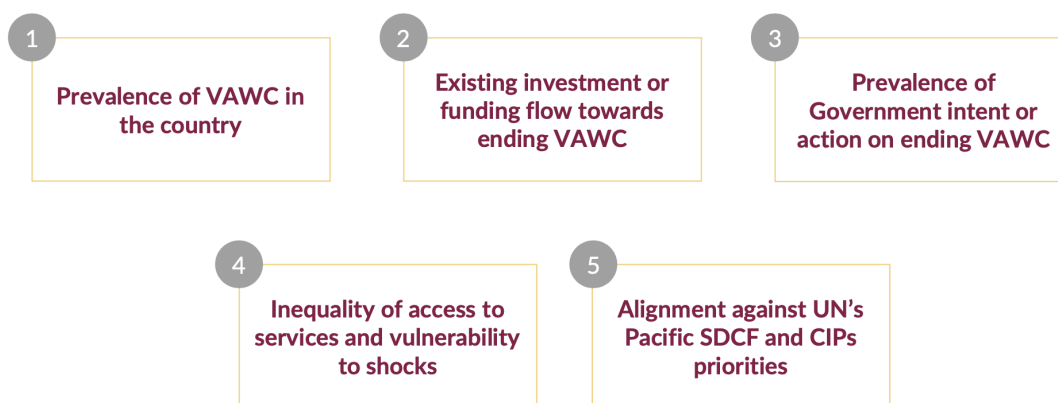 1
Prevalence of VAWC in
the country
2
Existing investment or
funding flow towards
ending VAWC
3
Prevalence of
Government intent or
action on ending VAWC
4
Inequality of access to
services and vulnerability
to shocks
5
Alignment against UN's
Pacific SDCF and CIPs
priorities